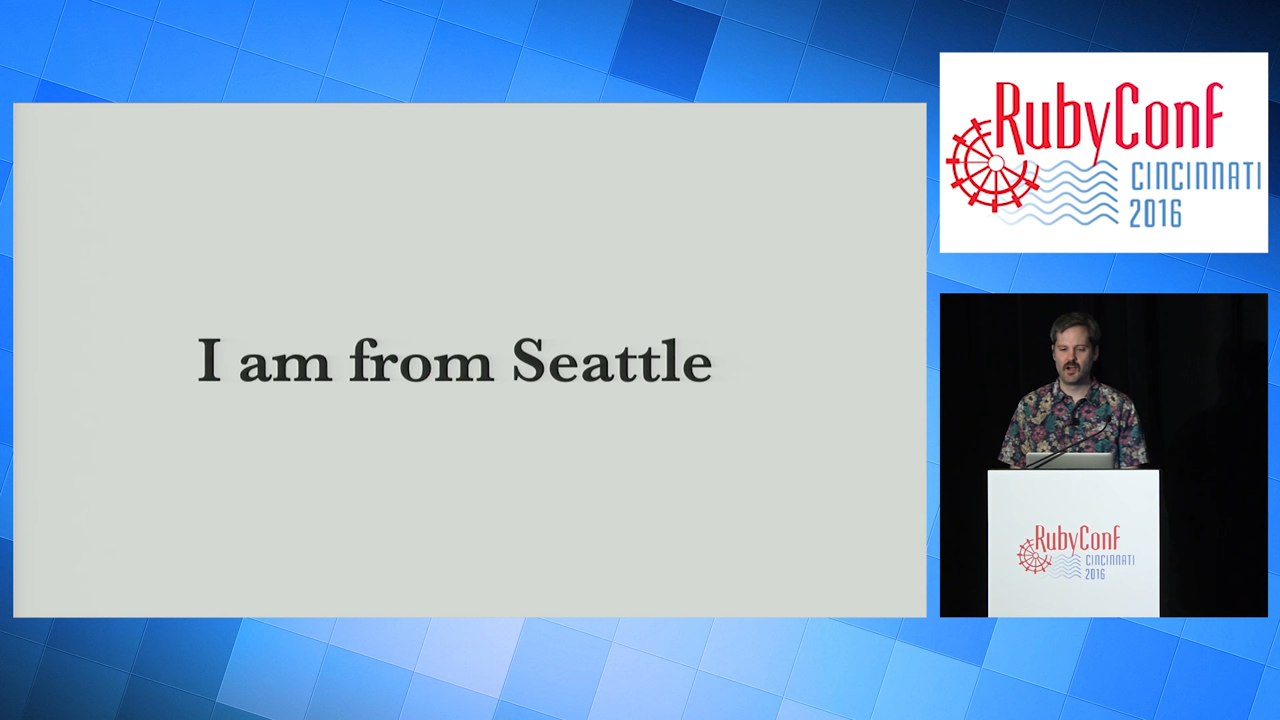 I am from Seattle
RubyConf
CINCINNATI
2016
RubyConf
CINCINNATI
2016